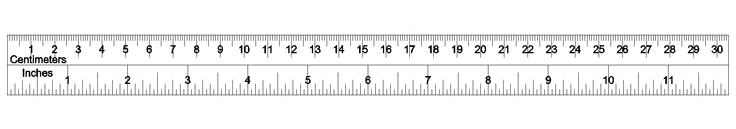 1 2 3 4 5 6 7 8 9 10 11 12 13 14 15 16 17 18 19 20 21 22 23 24 25 26 27 28 29 30
Centimeters
Inches
1 2 3 4 5 6 7 8 9 10 11